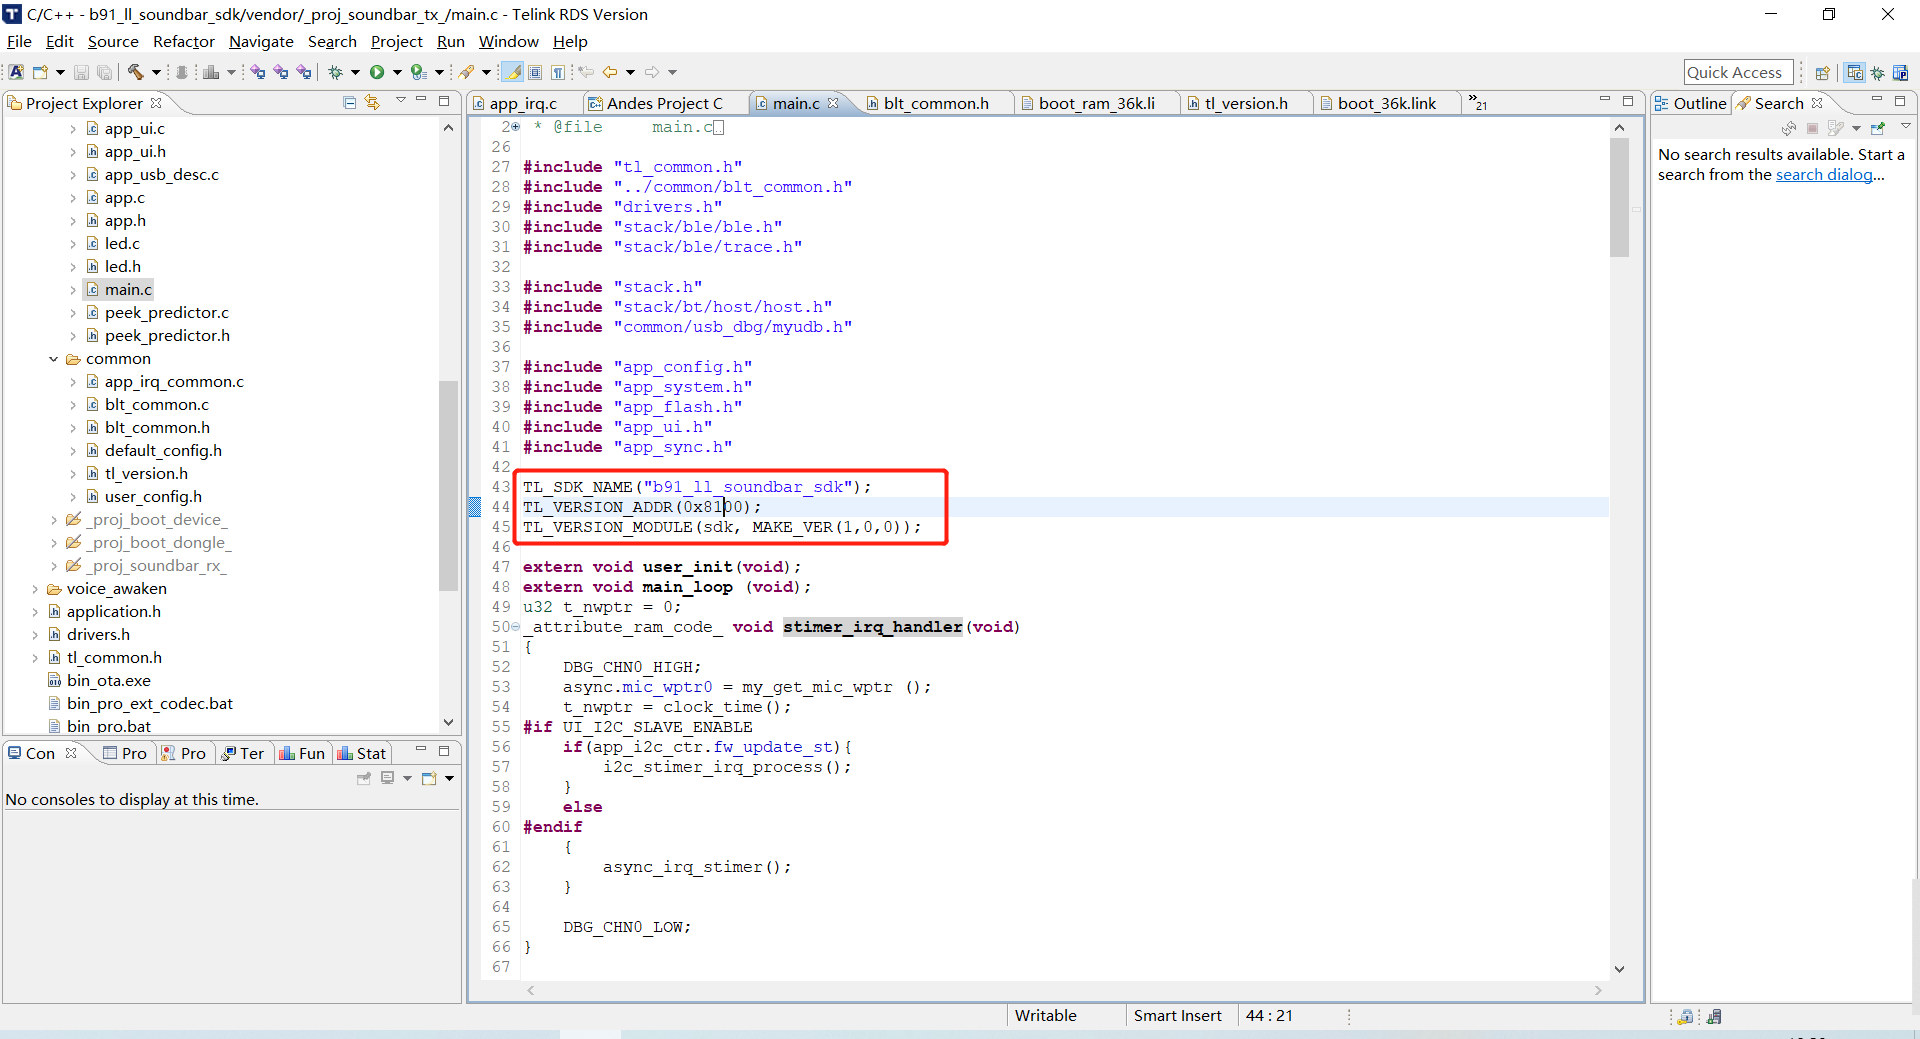 C/C++ - b91_ll_soundbar_sdk/vendor/_proj_soundbar_tx_/main.c - Telink RDS Version
File Edit Source Refactor Navigate Search Project Run Window Help
Quick Access
Project Explorer
app_ui.c
app_ui.h
app_usb_desc.c
app.c
app.h
led.c
led.h
main.c
peek_predictor.c
peek_predictor.h
common
app_irq_common.c
blt_common.c
blt_common.h
default_config.h
tl_version.h
user_config.h
_proj_boot_device_
_proj_boot_dongle_
_proj_soundbar_rx_
voice_awaken
application.h
drivers.h
tl_common.h
bin_ota.exe
bin_pro_ext_codec.bat
bin_pro.bat
Con Pro Pro Ter Fun Stat
No consoles to display at this time.
app_irq.c Andes Project C main.c blt_common.h boot_ram_36k.li tl_version.h boot_36k.link »21
2 * @file main.c
26
27 #include "tl_common.h"
28 #include "../common/blt_common.h"
29 #include "drivers.h"
30 #include "stack/ble/ble.h"
31 #include "stack/ble/trace.h"
32
33 #include "stack.h"
34 #include "stack/bt/host/host.h"
35 #include "common/usb_dbg/myudb.h"
36
37 #include "app_config.h"
38 #include "app_system.h"
39 #include "app_flash.h"
40 #include "app_ui.h"
41 #include "app_sync.h"
42
43 TL_SDK_NAME("b91_ll_soundbar_sdk");
44 TL_VERSION_ADDR(0x8100);
45 TL_VERSION_MODULE(sdk, MAKE_VER(1,0,0));
46
47 extern void user_init(void);
48 extern void main_loop (void);
49 u32 t_nwptr = 0;
50 _attribute_ram_code_ void stimer_irq_handler(void)
51 {
52 DBG_CHN0_HIGH;
53 async.mic_wptr0 = my_get_mic_wptr ();
54 t_nwptr = clock_time();
55 #if UI_I2C_SLAVE_ENABLE
56 if(app_i2c_ctr.fw_update_st){
57 i2c_stimer_irq_process();
58 }
59 else
60 #endif
61 {
62 async_irq_stimer();
63 }
64
65 DBG_CHN0_LOW;
66 }
67
Outline Search
No search results available. Start a
search from the search dialog...
Writable Smart Insert 44 : 21